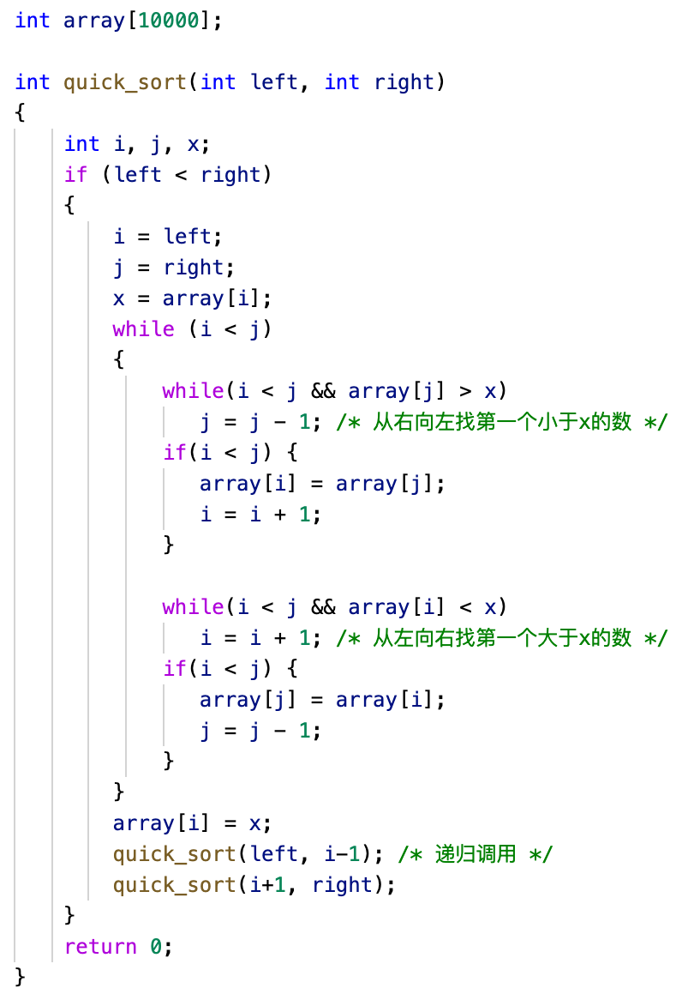 int array[10000];

int quick_sort(int left, int right)
{
    int i, j, x;
    if (left < right)
    {
        i = left;
        j = right;
        x = array[i];
        while (i < j)
        {
            while(i < j && array[j] > x)
               j = j - 1; /* 从右向左找第一个小于x的数 */
            if(i < j) {
               array[i] = array[j];
               i = i + 1;
            }

            while(i < j && array[i] < x)
               i = i + 1; /* 从左向右找第一个大于x的数 */
            if(i < j) {
               array[j] = array[i];
               j = j - 1;
            }
        }
        array[i] = x;
        quick_sort(left, i-1); /* 递归调用 */
        quick_sort(i+1, right);
    }
    return 0;
}